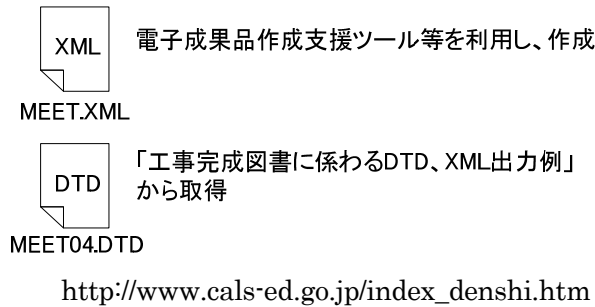 XML
電子成果品作成支援ツール等を利用し、作成
MEET.XML
DTD
「工事完成図書に係わるDTD、XML出力例」
から取得
MEET04.DTD
http://www.cals-ed.go.jp/index_denshi.htm